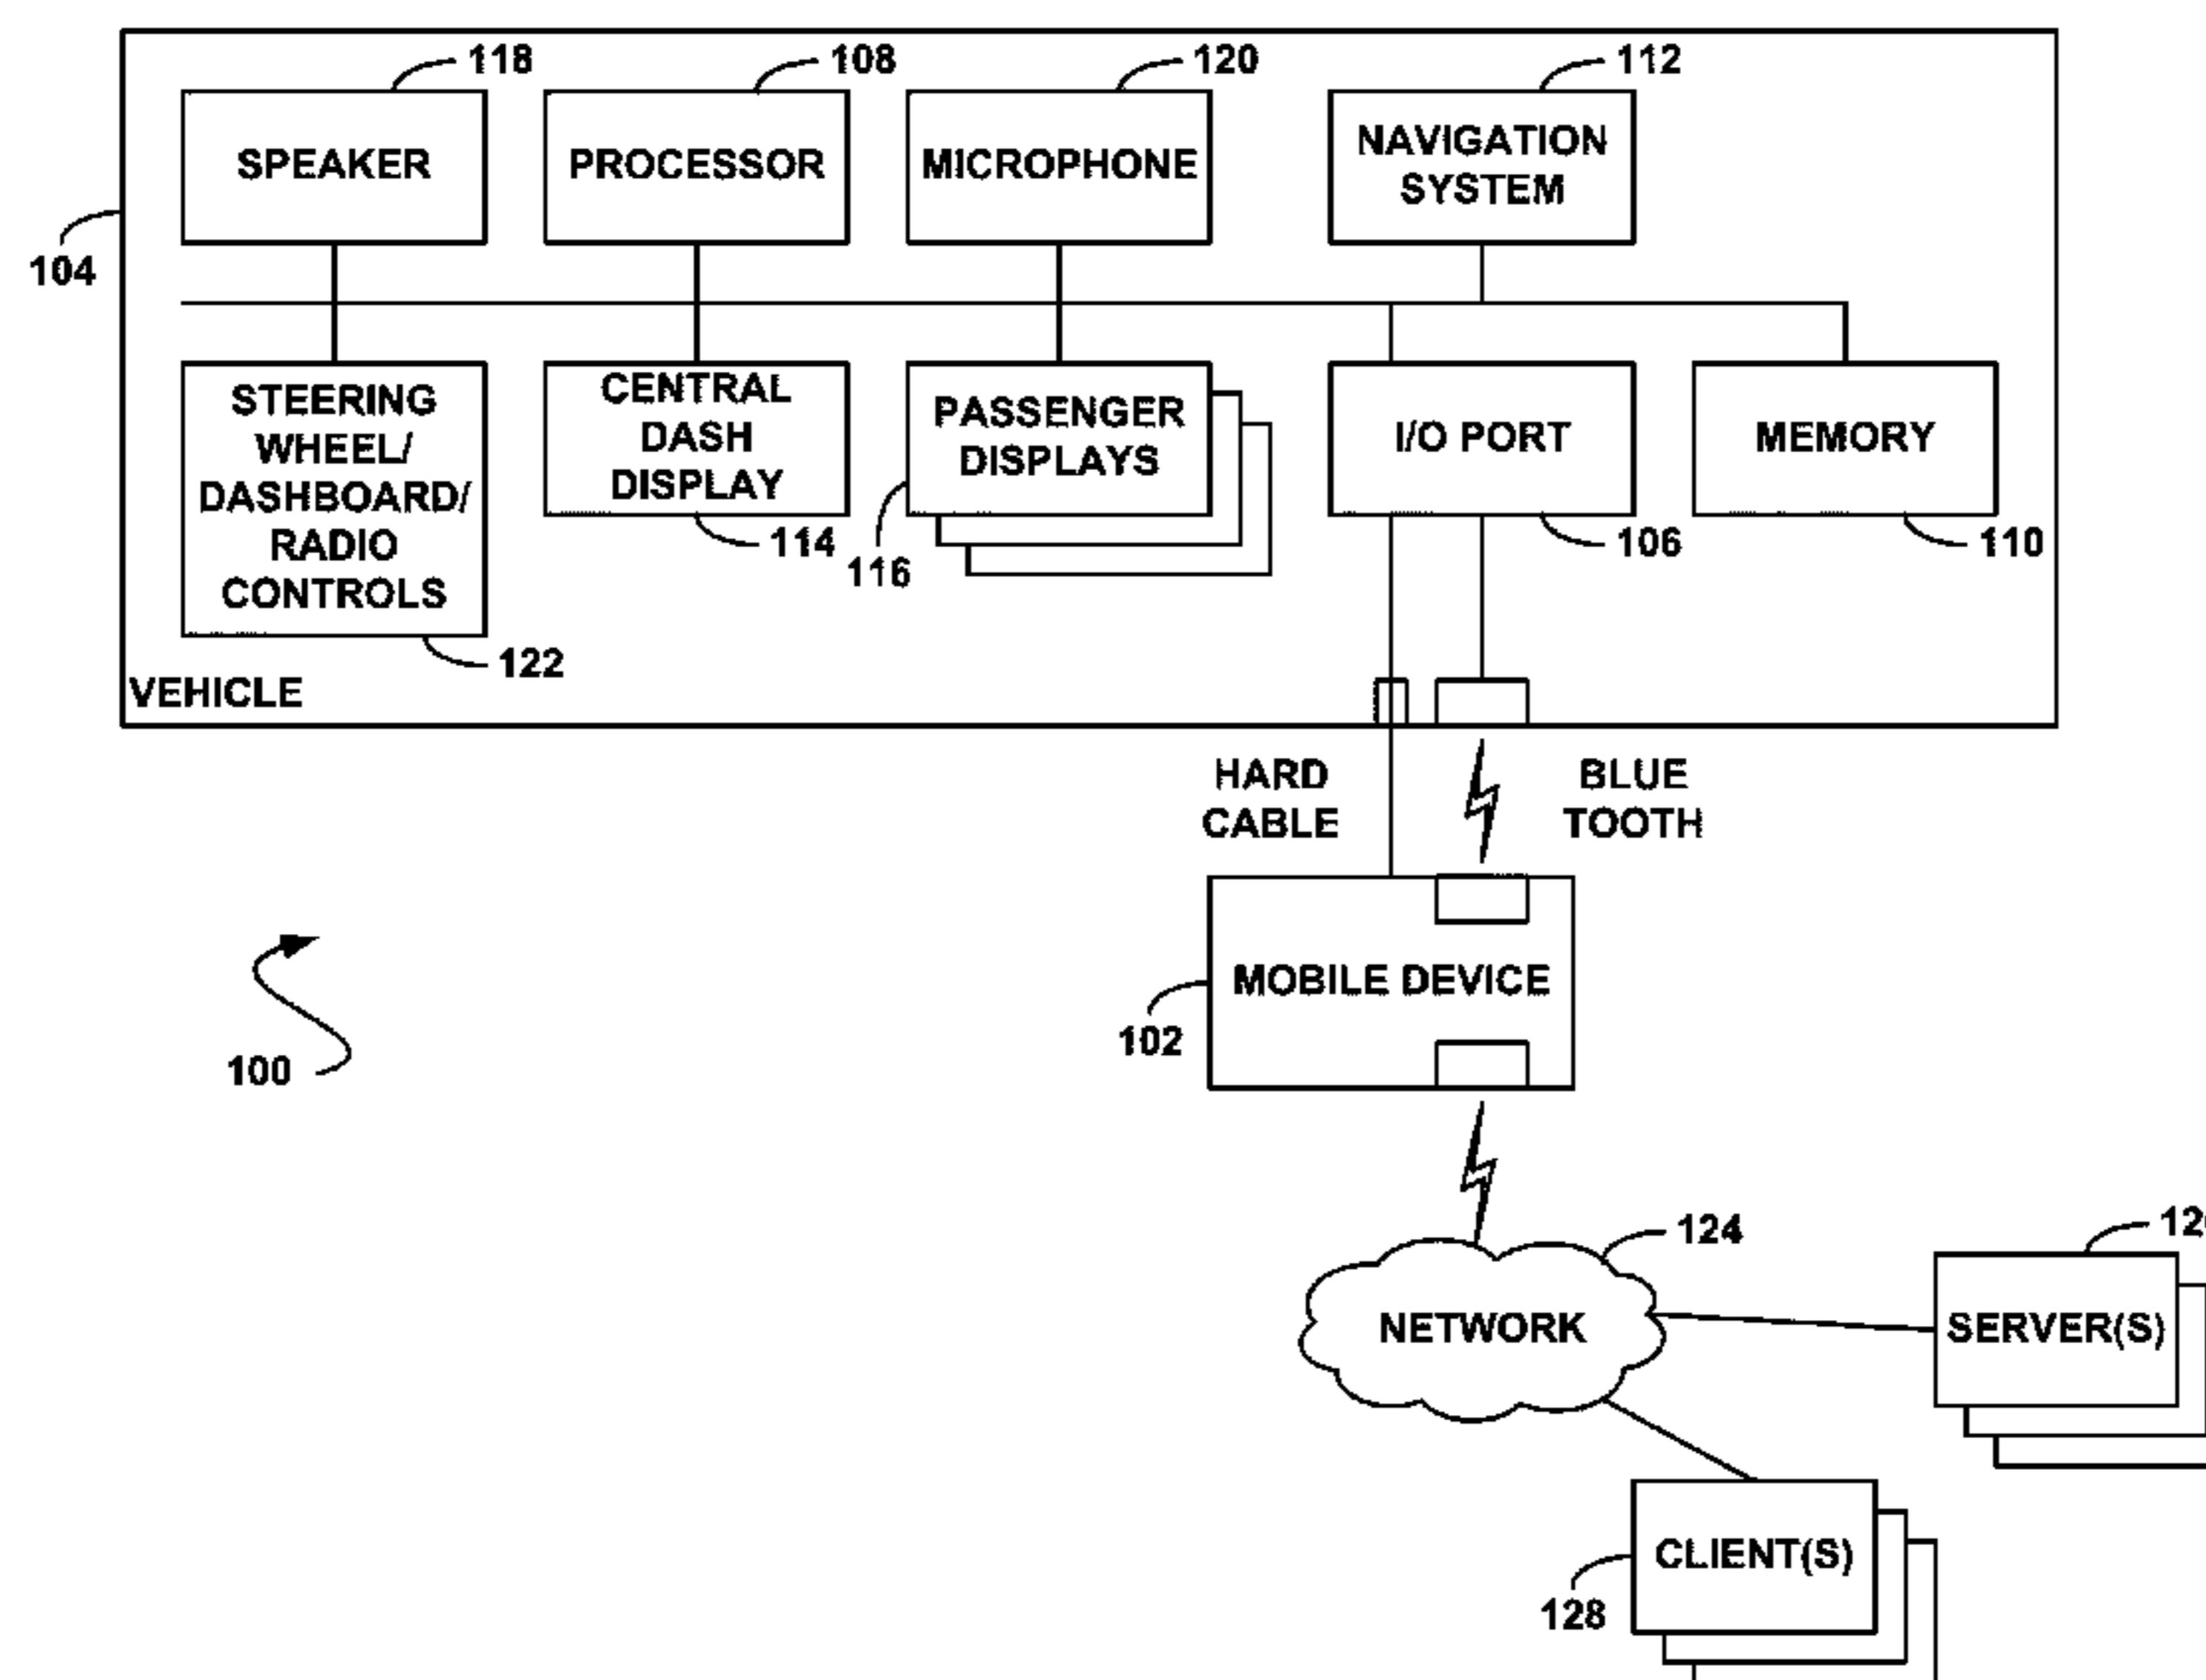 118
108
120
112
SPEAKER
PROCESSOR
MICROPHONE
NAVIGATION
SYSTEM
104
STEERING
WHEEL/
DASHBOARD/
RADIO
CONTROLS
CENTRAL
DASH
DISPLAY
PASSENGER
DISPLAYS
I/O PORT
MEMORY
114
116
106
110
122
VEHICLE
HARD
CABLE
BLUE
TOOTH
MOBILE DEVICE
102
100
124
NETWORK
SERVER(S)
CLIENT(S)
128